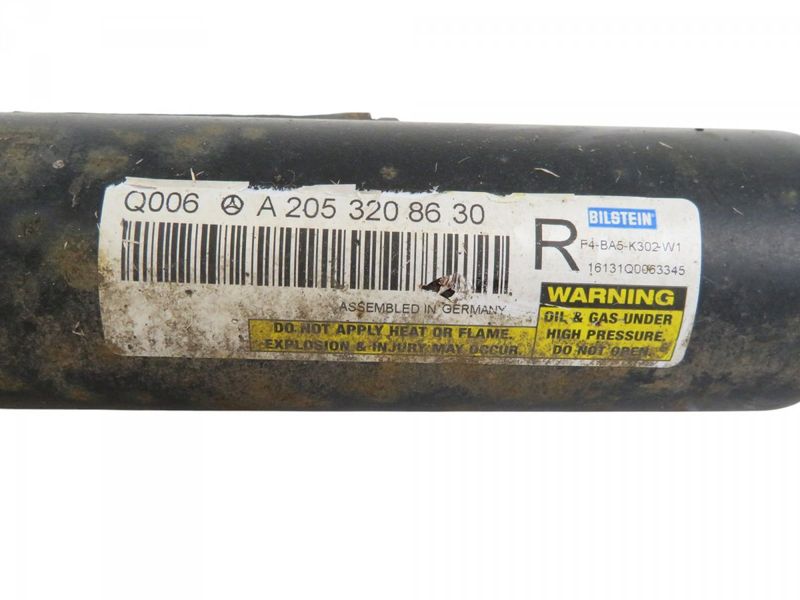 Q006 A 205 320 86 30
ASSEMBLED IN GERMANY
DO NOT APPLY HEAT OR FLAME.
EXPLOSION & INJURY MAY OCCUR.
R
BILSTEIN
F4-BA5-K302-W1
16131Q0063345
WARNING
OIL & GAS UNDER
HIGH PRESSURE.
DO NOT OPEN.